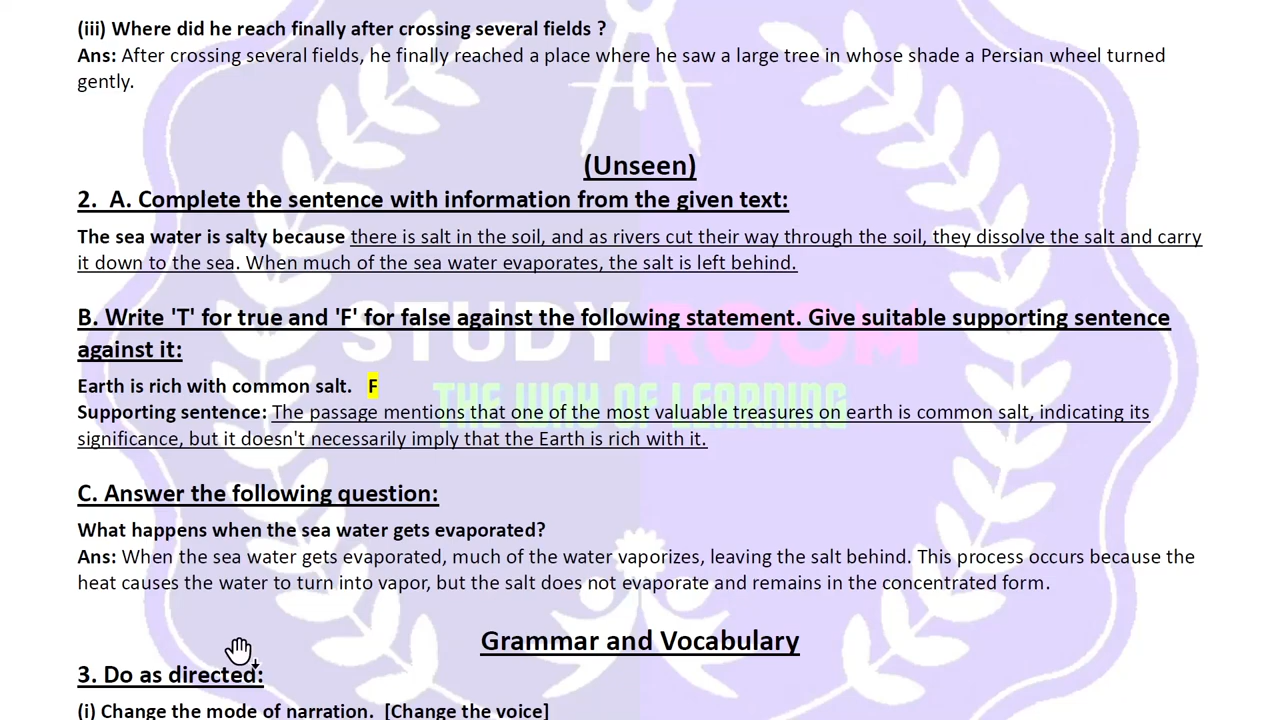 (iii) Where did he reach finally after crossing several fields ?
Ans: After crossing several fields, he finally reached a place where he saw a large tree in whose shade a Persian wheel turned
gently.
(Unseen)
2. A. Complete the sentence with information from the given text:
The sea water is salty because there is salt in the soil, and as rivers cut their way through the soil, they dissolve the salt and carry
it down to the sea. When much of the sea water evaporates, the salt is left behind.
B. Write 'T' for true and 'F' for false against the following statement. Give suitable supporting sentence
against it:
STUDY ROOM
Earth is rich with common salt. F
THE WAY OF LEARNING
Supporting sentence: The passage mentions that one of the most valuable treasures on earth is common salt, indicating its
significance, but it doesn't necessarily imply that the Earth is rich with it.
C. Answer the following question:
What happens when the sea water gets evaporated?
Ans: When the sea water gets evaporated, much of the water vaporizes, leaving the salt behind. This process occurs because the
heat causes the water to turn into vapor, but the salt does not evaporate and remains in the concentrated form.
Grammar and Vocabulary
3. Do as directed:
(i) Change the mode of narration. [Change the voice]